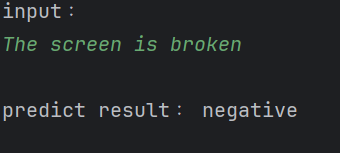 input：
The screen is broken
predict result： negative